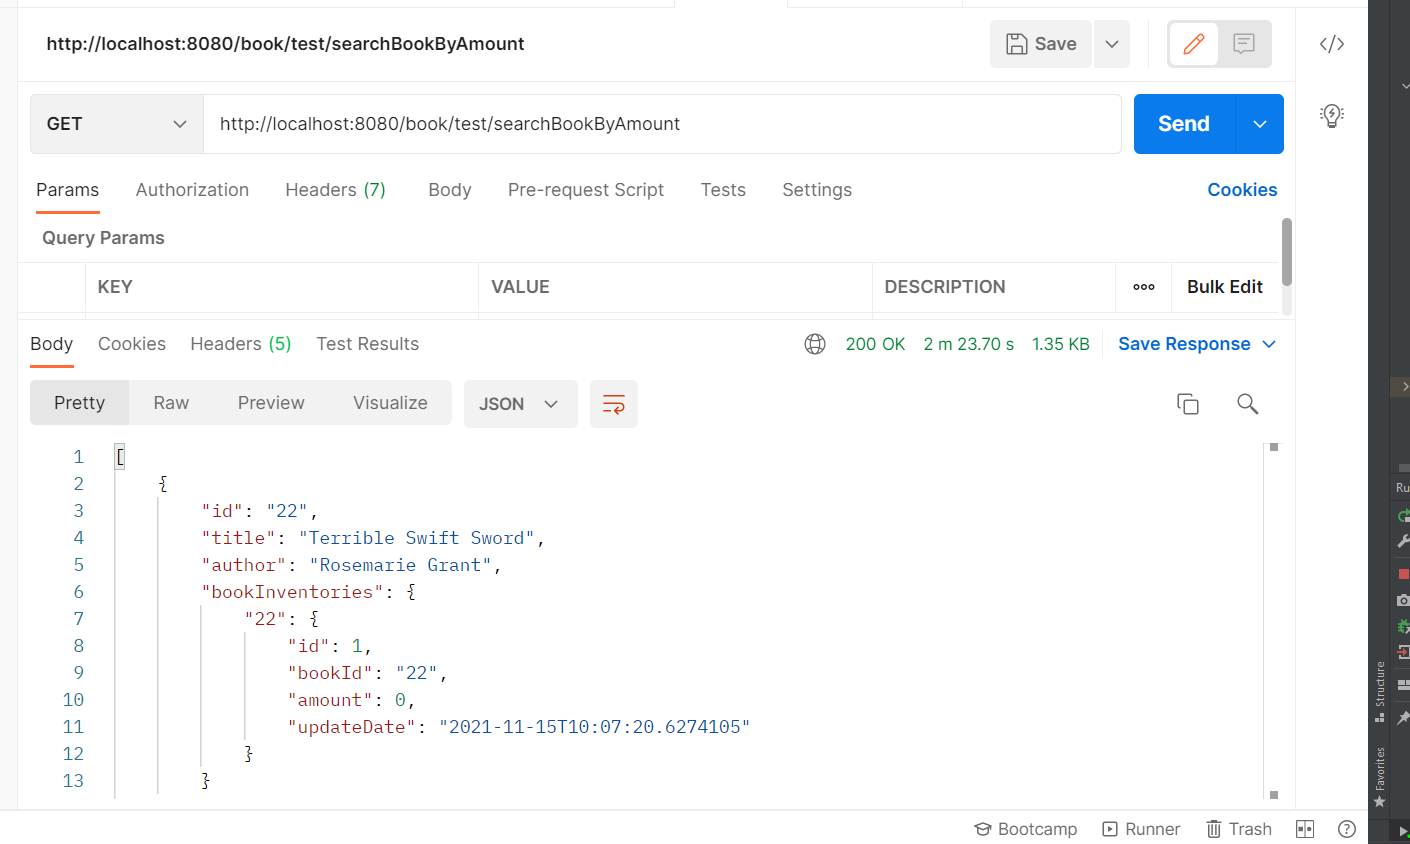 http://localhost:8080/book/test/searchBookByAmount
Save
GET
http://localhost:8080/book/test/searchBookByAmount
Send
Params Authorization Headers (7) Body Pre-request Script Tests Settings Cookies
Query Params
KEY VALUE DESCRIPTION Bulk Edit
Body Cookies Headers (5) Test Results 200 OK 2 m 23.70 s 1.35 KB Save Response
Pretty Raw Preview Visualize JSON
1 [
2 {
3 "id": "22",
4 "title": "Terrible Swift Sword",
5 "author": "Rosemarie Grant",
6 "bookInventories": {
7 "22": {
8 "id": 1,
9 "bookId": "22",
10 "amount": 0,
11 "updateDate": "2021-11-15T10:07:20.6274105"
12 }
13 }
Bootcamp Runner Trash
Ru
Structure
Favorites